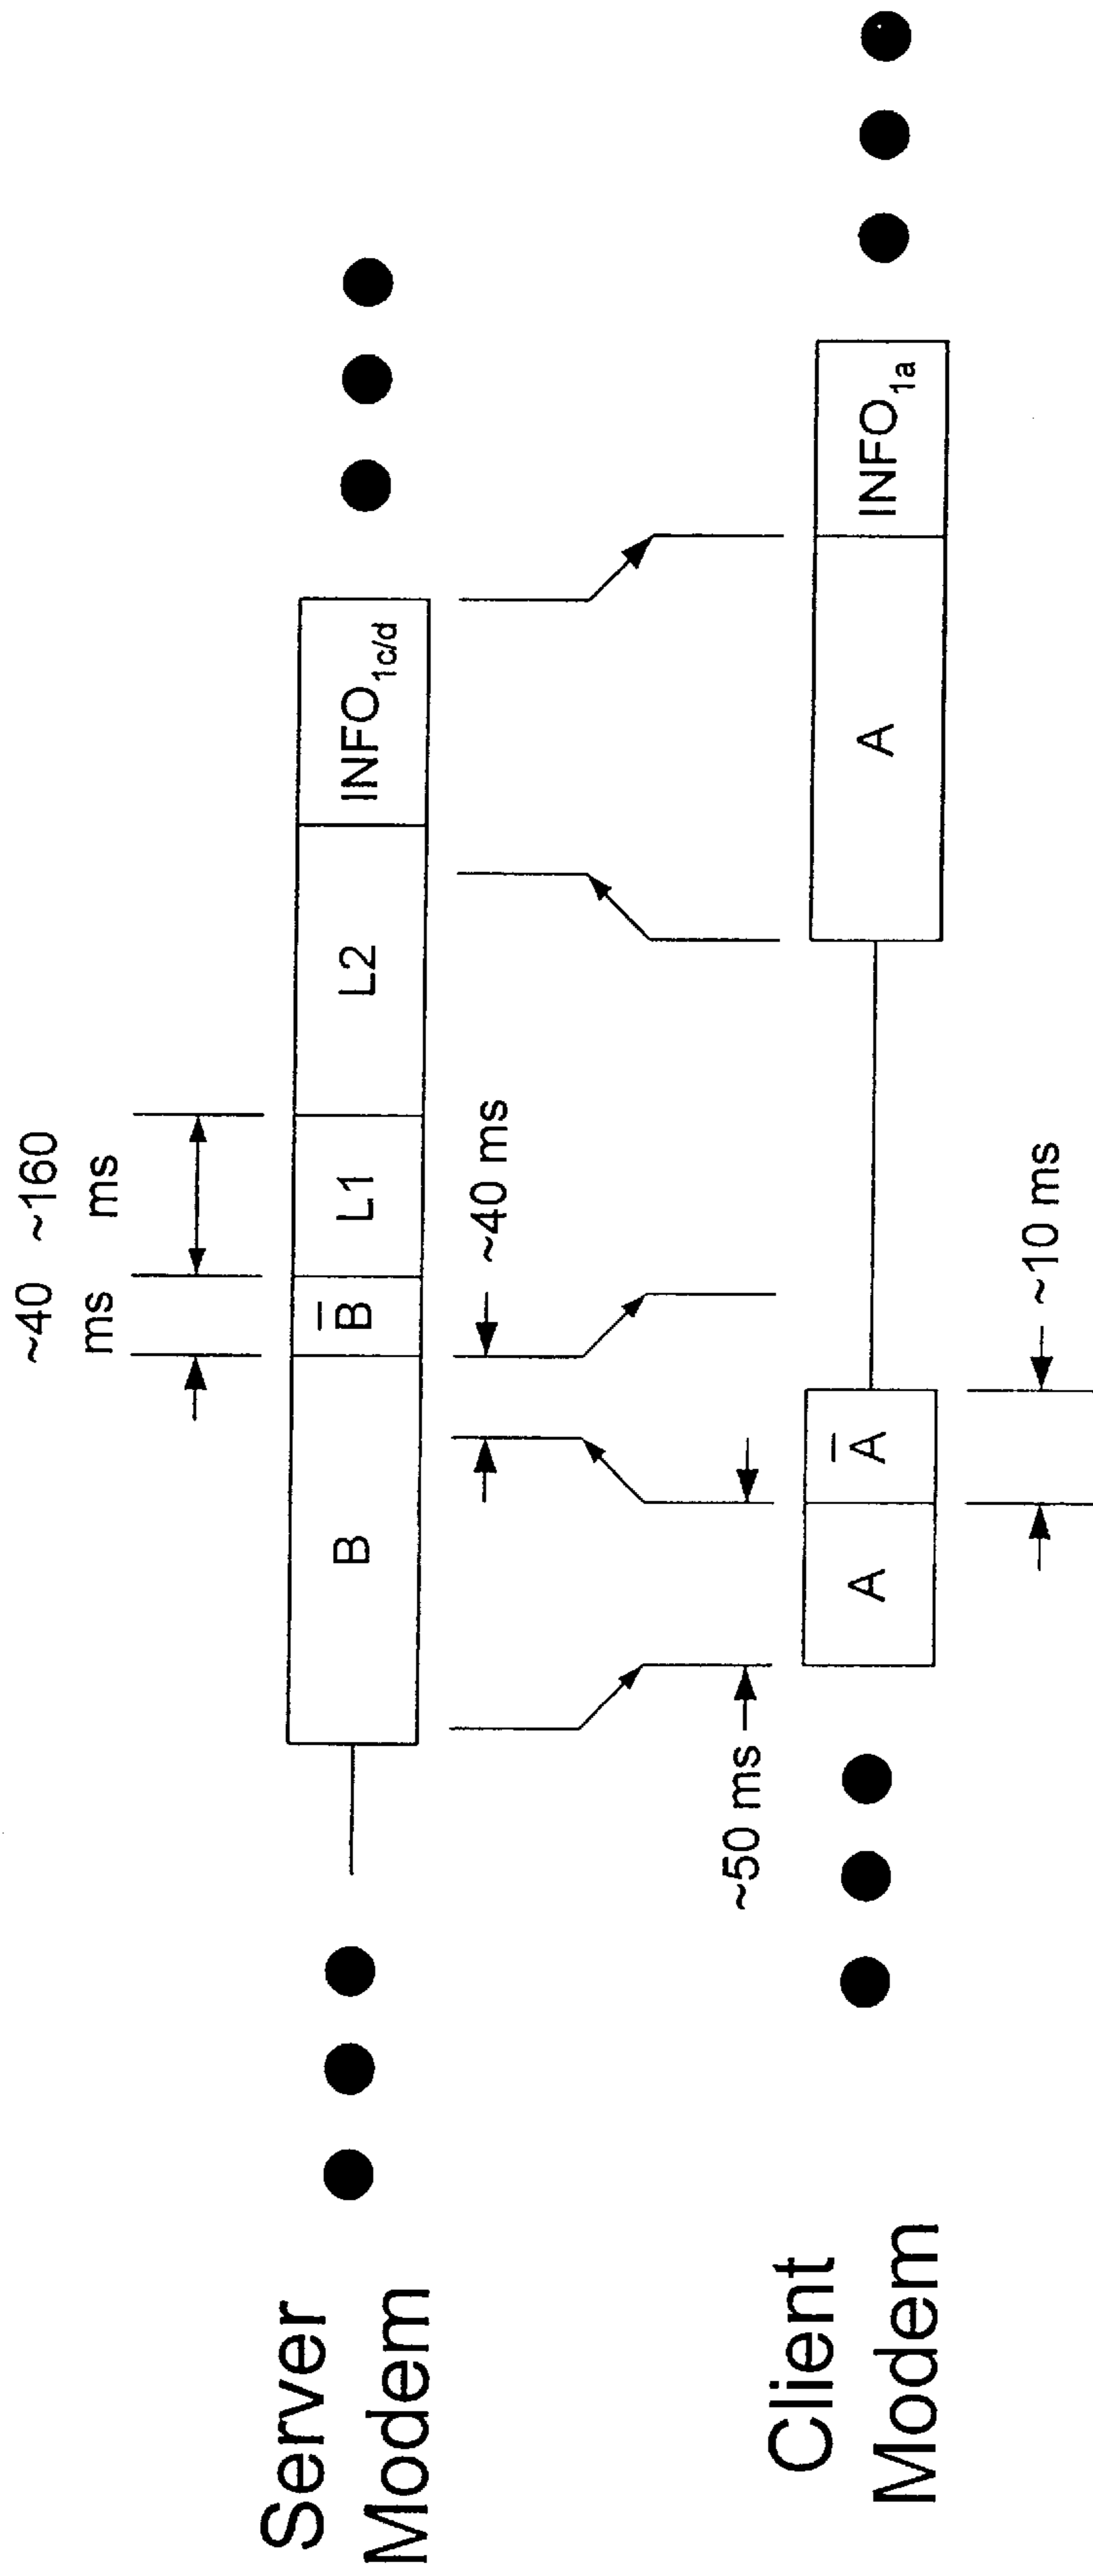 ~40 ~160
ms ms
Server
Modem
B B̅ L1 L2 INFO1c/d
~40 ms
~50 ms
Client
Modem
A A̅ A INFO1a
~10 ms